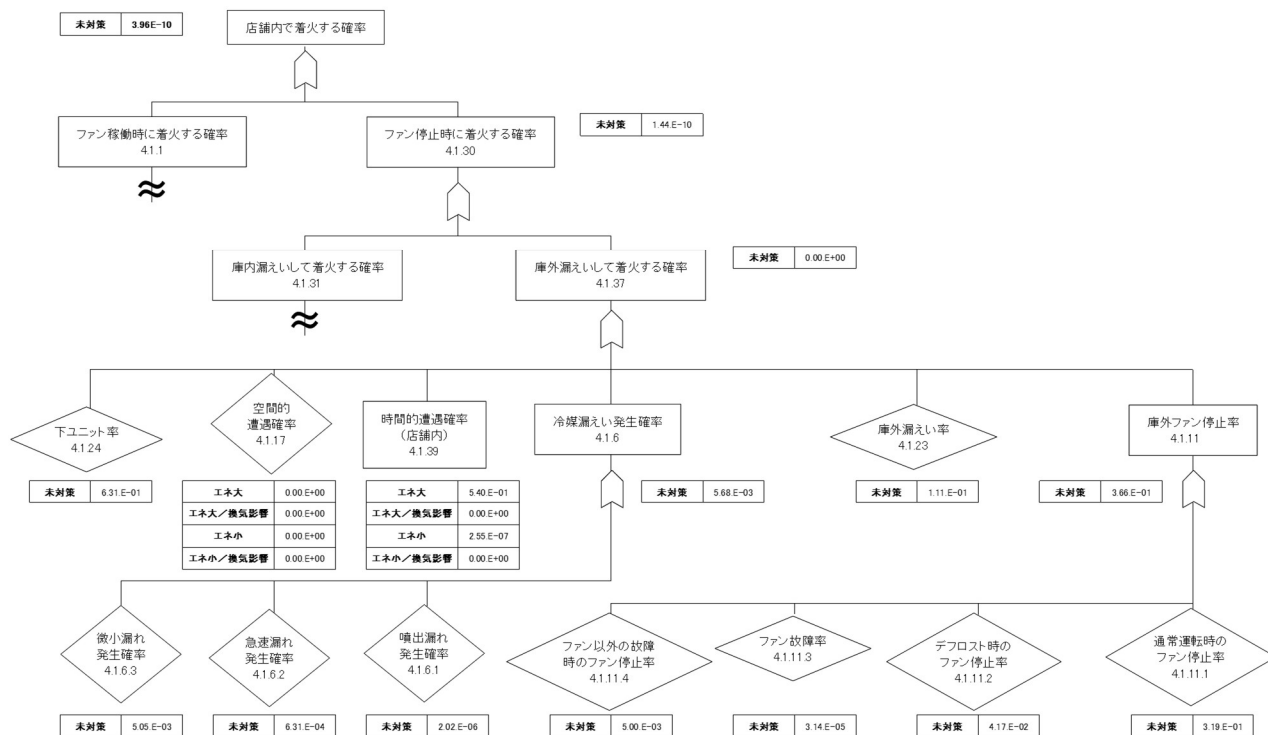 未対策 3.96E-10
店舗内で着火する確率
ファン稼働時に着火する確率
4.1.1
ファン停止時に着火する確率
4.1.30
未対策 1.44.E-10
庫内漏えいして着火する確率
4.1.31
庫外漏えいして着火する確率
4.1.37
未対策 0.00.E+00
下ユニット率
4.1.24
未対策 6.31.E-01
空間的
遭遇確率
4.1.17
エネ大 0.00.E+00
エネ大/換気影響 0.00.E+00
エネ小 0.00.E+00
エネ小/換気影響 0.00.E+00
時間的遭遇確率
(店舗内)
4.1.39
エネ大 5.40.E-01
エネ大/換気影響 0.00.E+00
エネ小 2.55.E-07
エネ小/換気影響 0.00.E+00
冷媒漏えい発生確率
4.1.6
未対策 5.68.E-03
庫外漏えい率
4.1.23
未対策 1.11.E-01
庫外ファン停止率
4.1.11
未対策 3.66.E-01
微小漏れ
発生確率
4.1.6.3
未対策 5.05.E-03
急速漏れ
発生確率
4.1.6.2
未対策 6.31.E-04
噴出漏れ
発生確率
4.1.6.1
未対策 2.02.E-06
ファン以外の故障
時のファン停止率
4.1.11.4
未対策 5.00.E-03
ファン故障率
4.1.11.3
未対策 3.14.E-05
デフロスト時の
ファン停止率
4.1.11.2
未対策 4.17.E-02
通常運転時の
ファン停止率
4.1.11.1
未対策 3.19.E-01